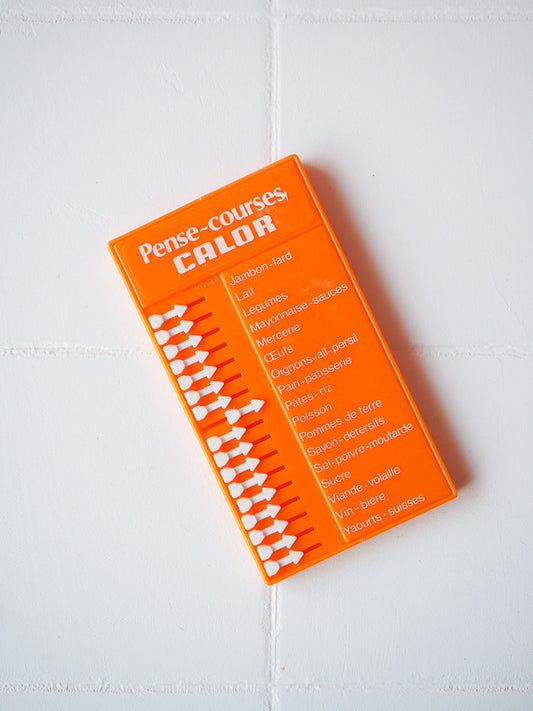 Pense-courses
CALOR
Jambon-lard
Lait
Légumes
Mayonnaise-sauces
Mercerie
Œufs
Oignons-ail-persil
Pain-patisserie
Pâtes-riz
Poisson
Pommes de terre
Savon-détersifs
Sel-poivre-moutarde
Sucre
Viande-volaille
Vin-bière
Yaourts-suisses